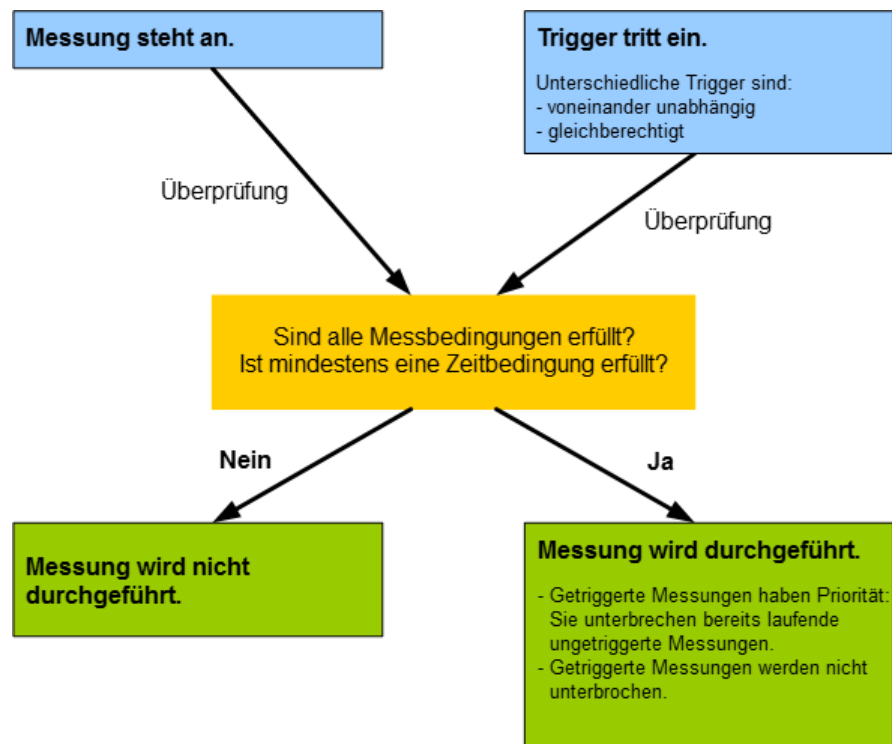 Messung steht an.
Trigger tritt ein.
Unterschiedliche Trigger sind:
- voneinander unabhängig
- gleichberechtigt
Überprüfung
Überprüfung
Sind alle Messbedingungen erfüllt?
Ist mindestens eine Zeitbedingung erfüllt?
Nein
Ja
Messung wird nicht
durchgeführt.
Messung wird durchgeführt.
- Getriggerte Messungen haben Priorität:
Sie unterbrechen bereits laufende
ungetriggerte Messungen.
- Getriggerte Messungen werden nicht
unterbrochen.